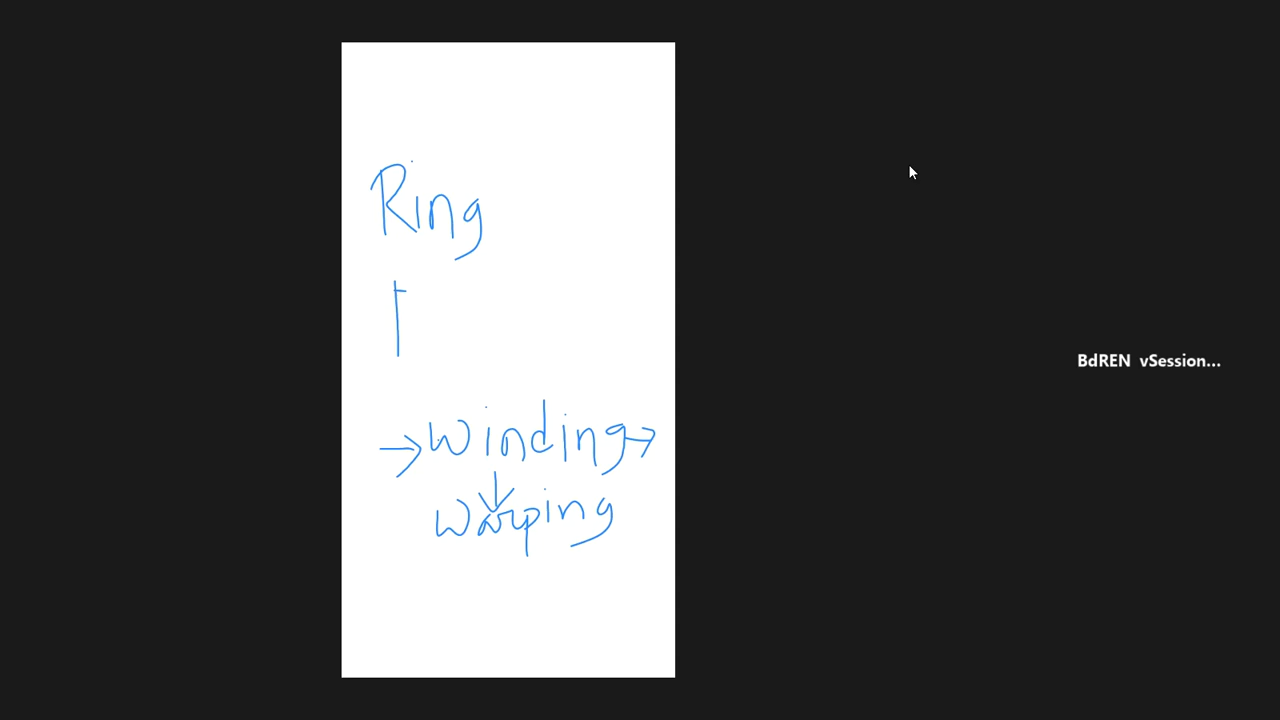 Ring
→ Winding →
↓
Warping
BdREN vSession...